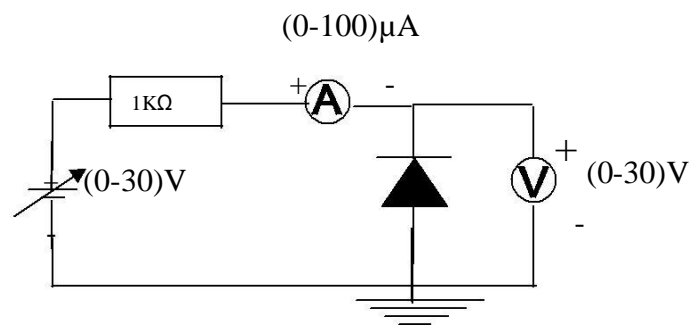 (0-100)µA
+ A -
1KΩ
+ (0-30)V
-
V + (0-30)V
-